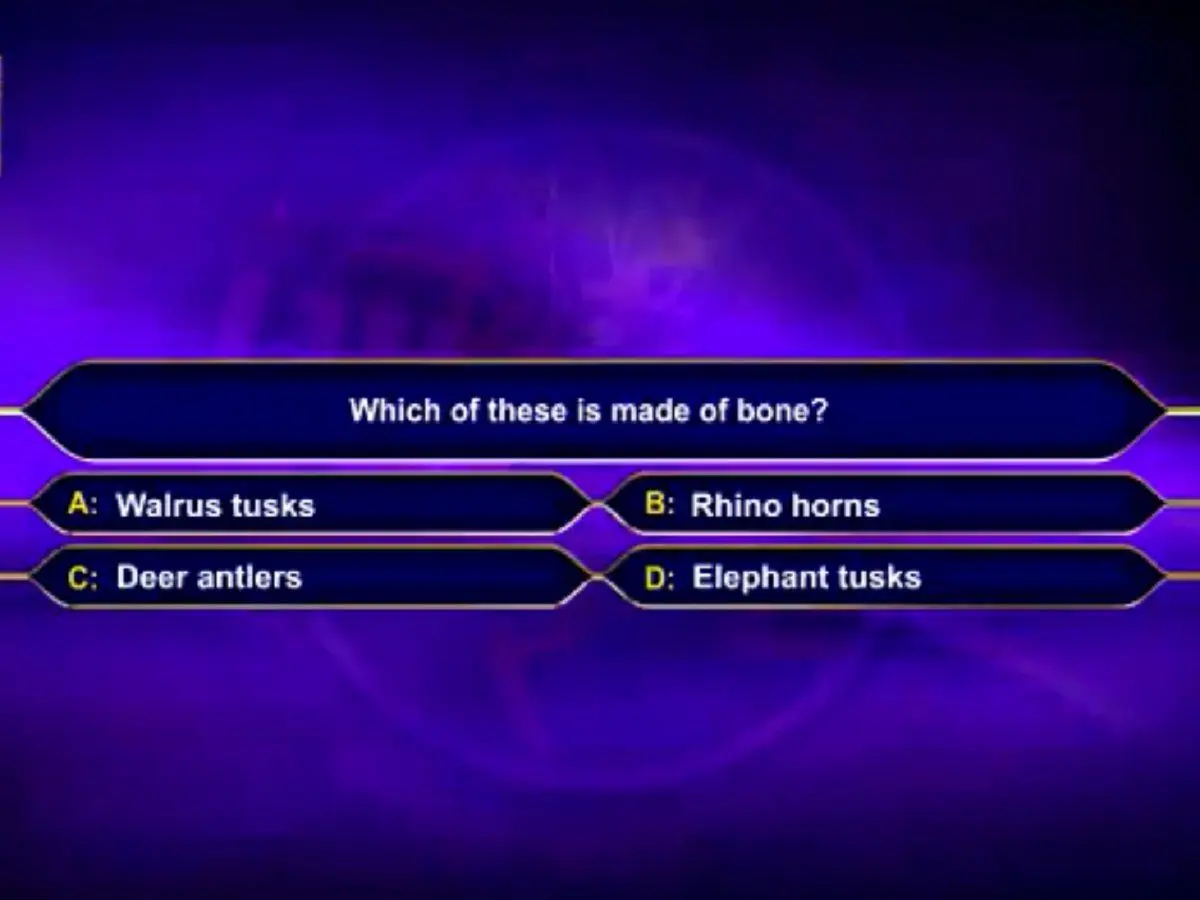 Which of these is made of bone?
A: Walrus tusks
B: Rhino horns
C: Deer antlers
D: Elephant tusks